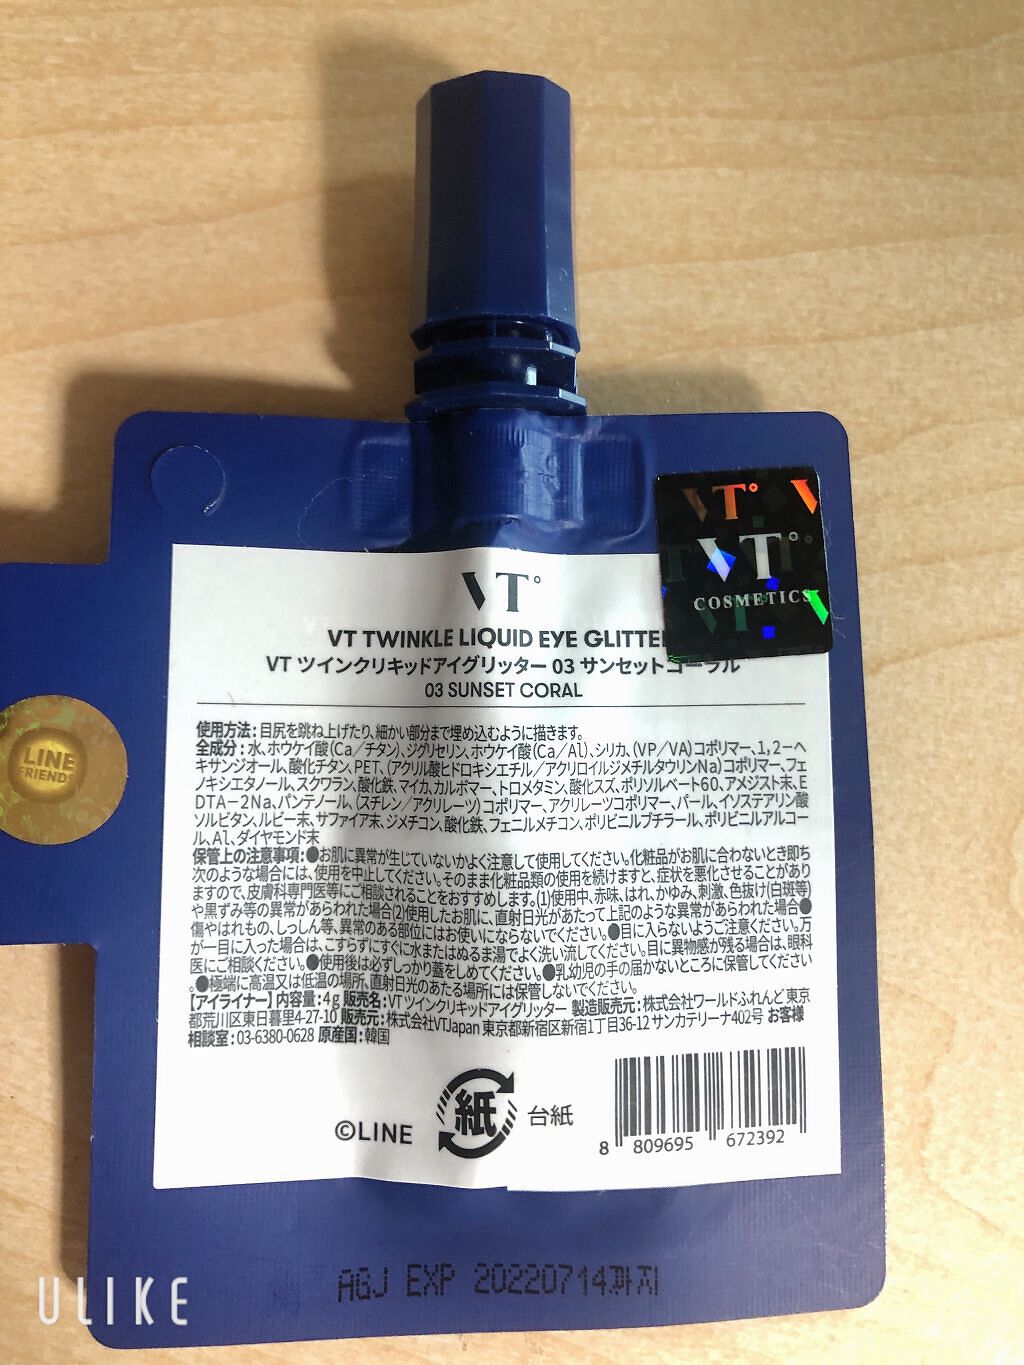 VT
VT
COSMETICS
LINE
FRIENDS
VT
VT TWINKLE LIQUID EYE GLITTER
VT ツインクリキッドアイグリッター 03 サンセットコーラル
03 SUNSET CORAL
使用方法:目尻を跳ね上げたり、細かい部分まで埋め込むように描きます。
全成分:水、ホウケイ酸(Ca/チタン)、ジグリセリン、ホウケイ酸(Ca/Al)、シリカ、(VP/VA)コポリマー、1,2-ヘ
キサンジオール、酸化チタン、PET、(アクリル酸ヒドロキシエチル/アクリロイルジメチルタウリンNa)コポリマー、フェ
ノキシエタノール、スクワラン、酸化鉄、マイカ、カルボマー、トロメタミン、酸化スズ、ポリソルベート60、アメジスト末、E
DTA-2Na、パンテノール、(スチレン/アクリレーツ)コポリマー、アクリレーツコポリマー、パール、イソステアリン酸
ソルビタン、ルビー末、サファイア末、ジメチコン、酸化鉄、フェニルメチコン、ポリビニルブチラール、ポリビニルアルコー
ル、Al、ダイヤモンド末
保管上の注意事項:●お肌に異常が生じていないかよく注意して使用してください。化粧品がお肌に合わないとき即ち
次のような場合には、使用を中止してください。そのまま化粧品類の使用を続けますと、症状を悪化させることがあり
ますので、皮膚科専門医等にご相談されることをおすすめします。(1)使用中、赤味、はれ、かゆみ、刺激、色抜け(白斑等)
や黒ずみ等の異常があらわれた場合(2)使用したお肌に、直射日光があたって上記のような異常があらわれた場合●
傷やはれもの、しっしん等、異常のある部位にはお使いにならないでください。●目に入らないようご注意ください。万
が一目に入った場合は、こすらずにすぐに水またはぬるま湯でよく洗い流してください。目に異物感が残る場合は、眼科
医にご相談ください。●使用後は必ずしっかり蓋をしめてください。●乳幼児の手の届かないところに保管してください
。●極端に高温又は低温の場所、直射日光のあたる場所には保管しないでください。
【アイライナー】内容量:4g 販売名:VT ツインクリキッドアイグリッター 製造販売元:株式会社ワールドふれんど 東京
都荒川区東日暮里4-27-10 販売元:株式会社VTJapan 東京都新宿区新宿1丁目36-12 サンカテリーナ402号 お客様
相談室:03-6380-0628 原産国:韓国
©LINE
紙
台紙
8 809695 672392
AGJ EXP 20220714까지
ULIKE